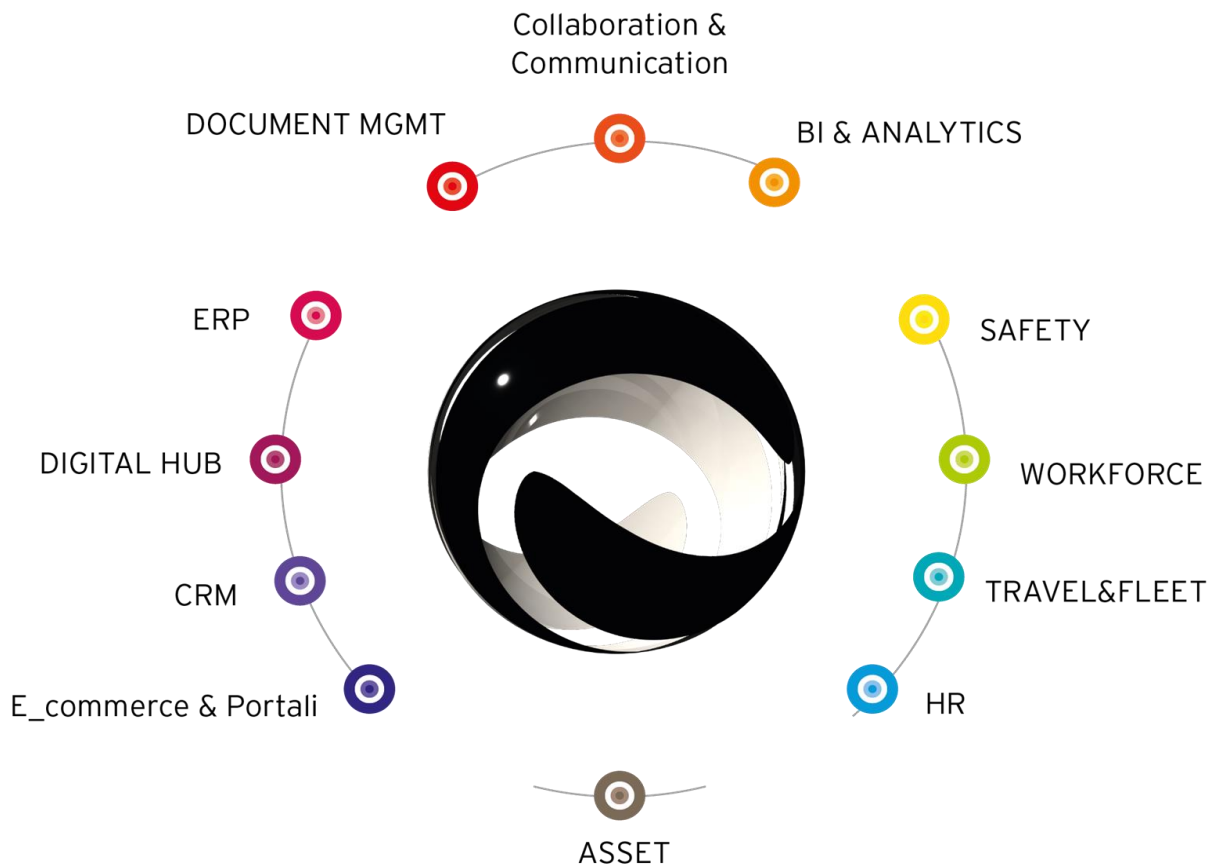 Collaboration &
Communication
DOCUMENT MGMT
BI & ANALYTICS
ERP
SAFETY
DIGITAL HUB
WORKFORCE
CRM
TRAVEL&FLEET
E_commerce & Portali
HR
ASSET